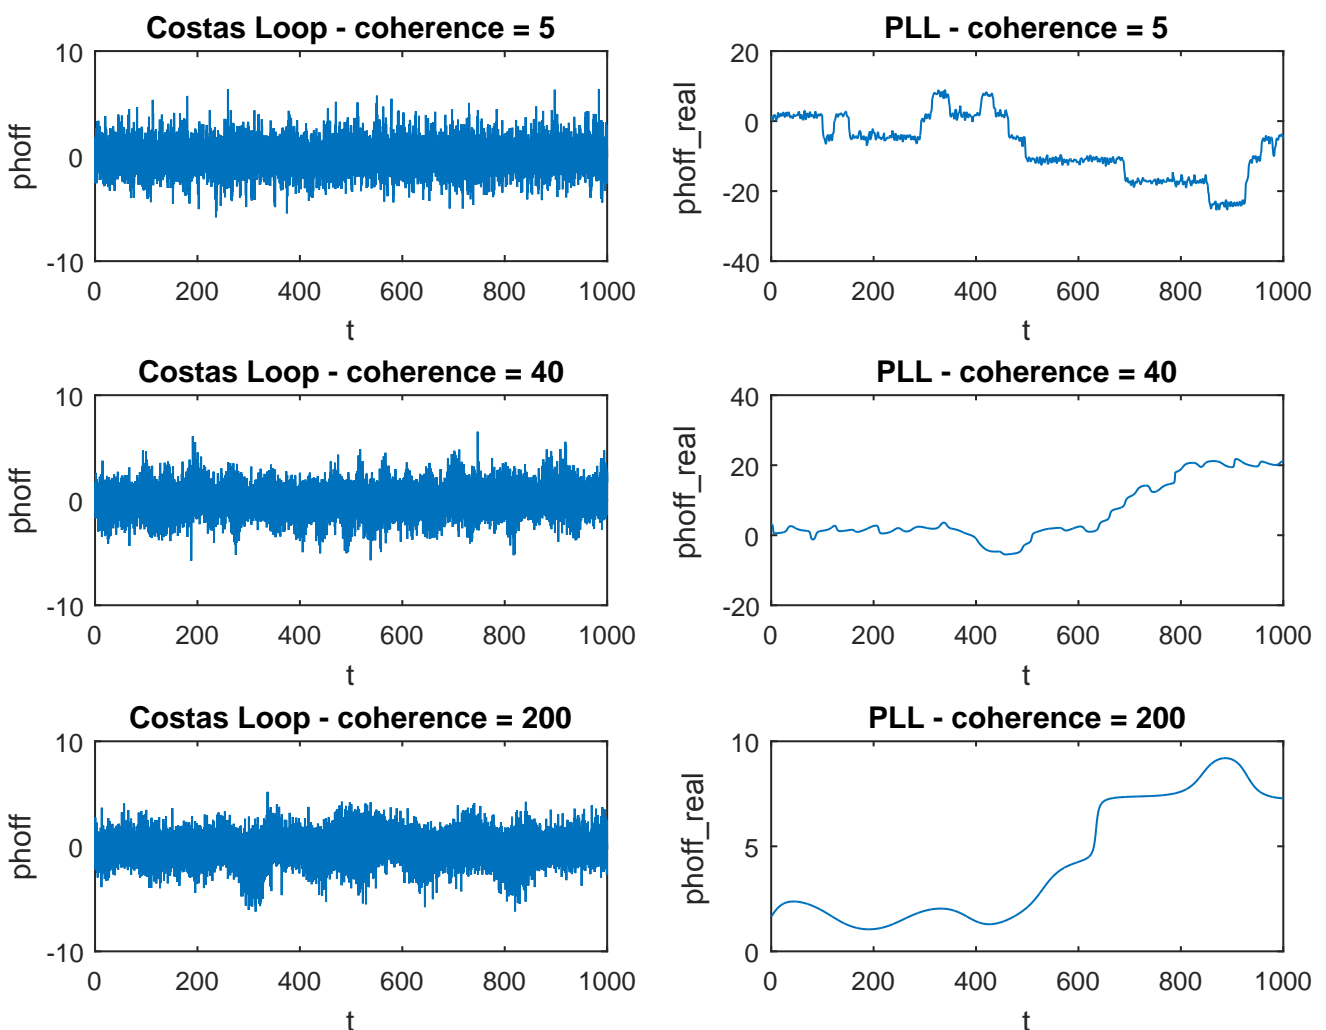 Costas Loop - coherence = 5
10
0
-10
phoff
0 200 400 600 800 1000
t
PLL - coherence = 5
20
0
-20
-40
phoff_real
0 200 400 600 800 1000
t
Costas Loop - coherence = 40
10
0
-10
phoff
0 200 400 600 800 1000
t
PLL - coherence = 40
40
20
0
-20
phoff_real
0 200 400 600 800 1000
t
Costas Loop - coherence = 200
10
0
-10
phoff
0 200 400 600 800 1000
t
PLL - coherence = 200
10
5
0
phoff_real
0 200 400 600 800 1000
t